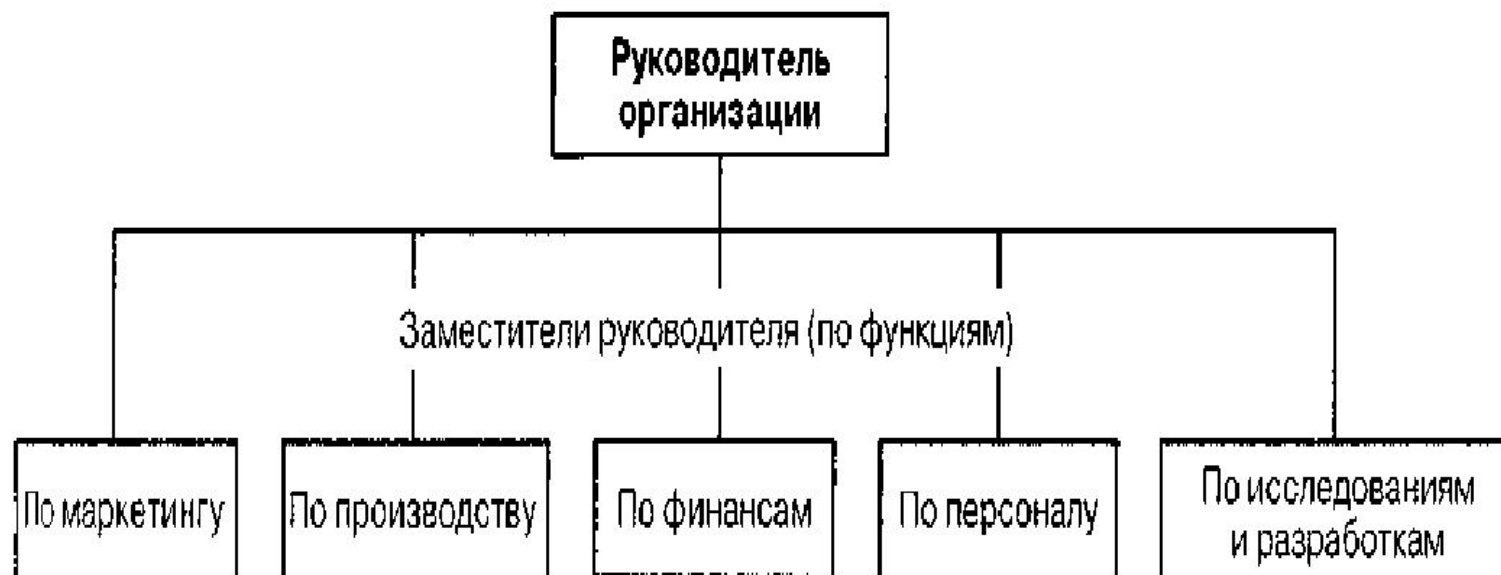 Руководитель
организации
Заместители руководителя (по функциям)
По маркетингу
По производству
По финансам
По персоналу
По исследованиям
и разработкам